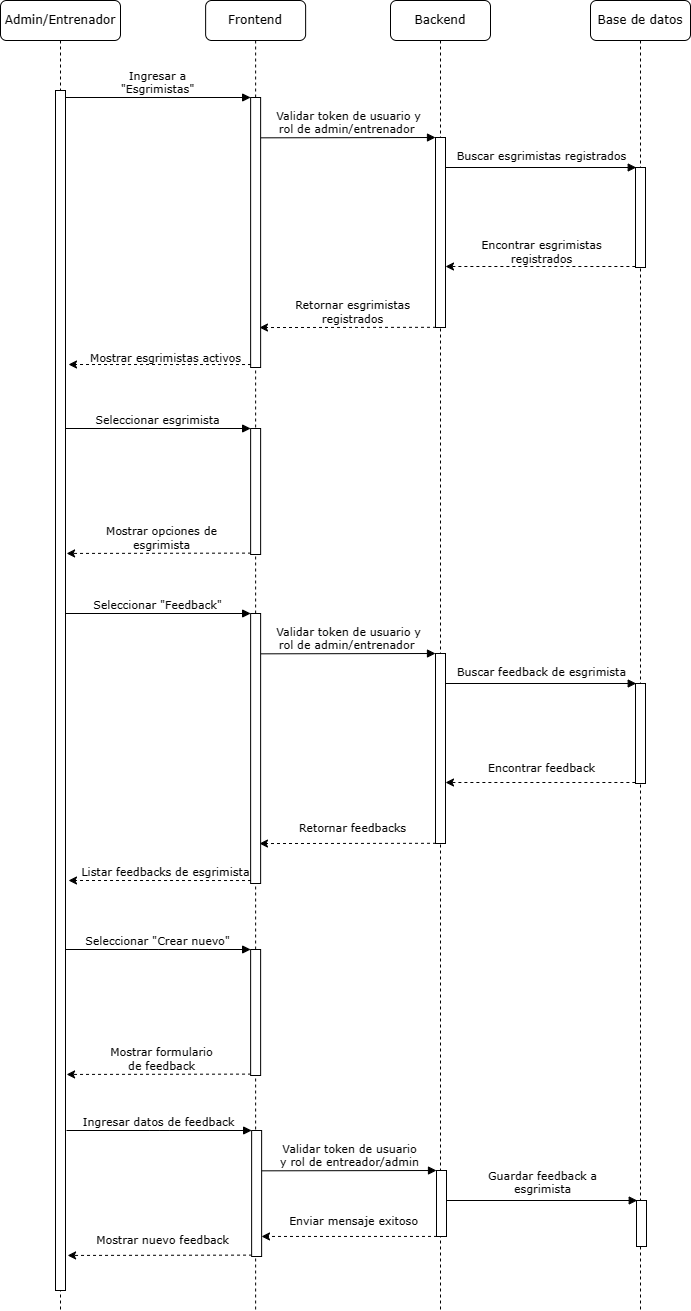 Admin/Entrenador
Frontend
Backend
Base de datos
Ingresar a
"Esgrimistas"
Validar token de usuario y
rol de admin/entrenador
Buscar esgrimistas registrados
Encontrar esgrimistas
registrados
Retornar esgrimistas
registrados
Mostrar esgrimistas activos
Seleccionar esgrimista
Mostrar opciones de
esgrimista
Seleccionar "Feedback"
Validar token de usuario y
rol de admin/entrenador
Buscar feedback de esgrimista
Encontrar feedback
Retornar feedbacks
Listar feedbacks de esgrimista
Seleccionar "Crear nuevo"
Mostrar formulario
de feedback
Ingresar datos de feedback
Validar token de usuario
y rol de entreador/admin
Guardar feedback a
esgrimista
Enviar mensaje exitoso
Mostrar nuevo feedback